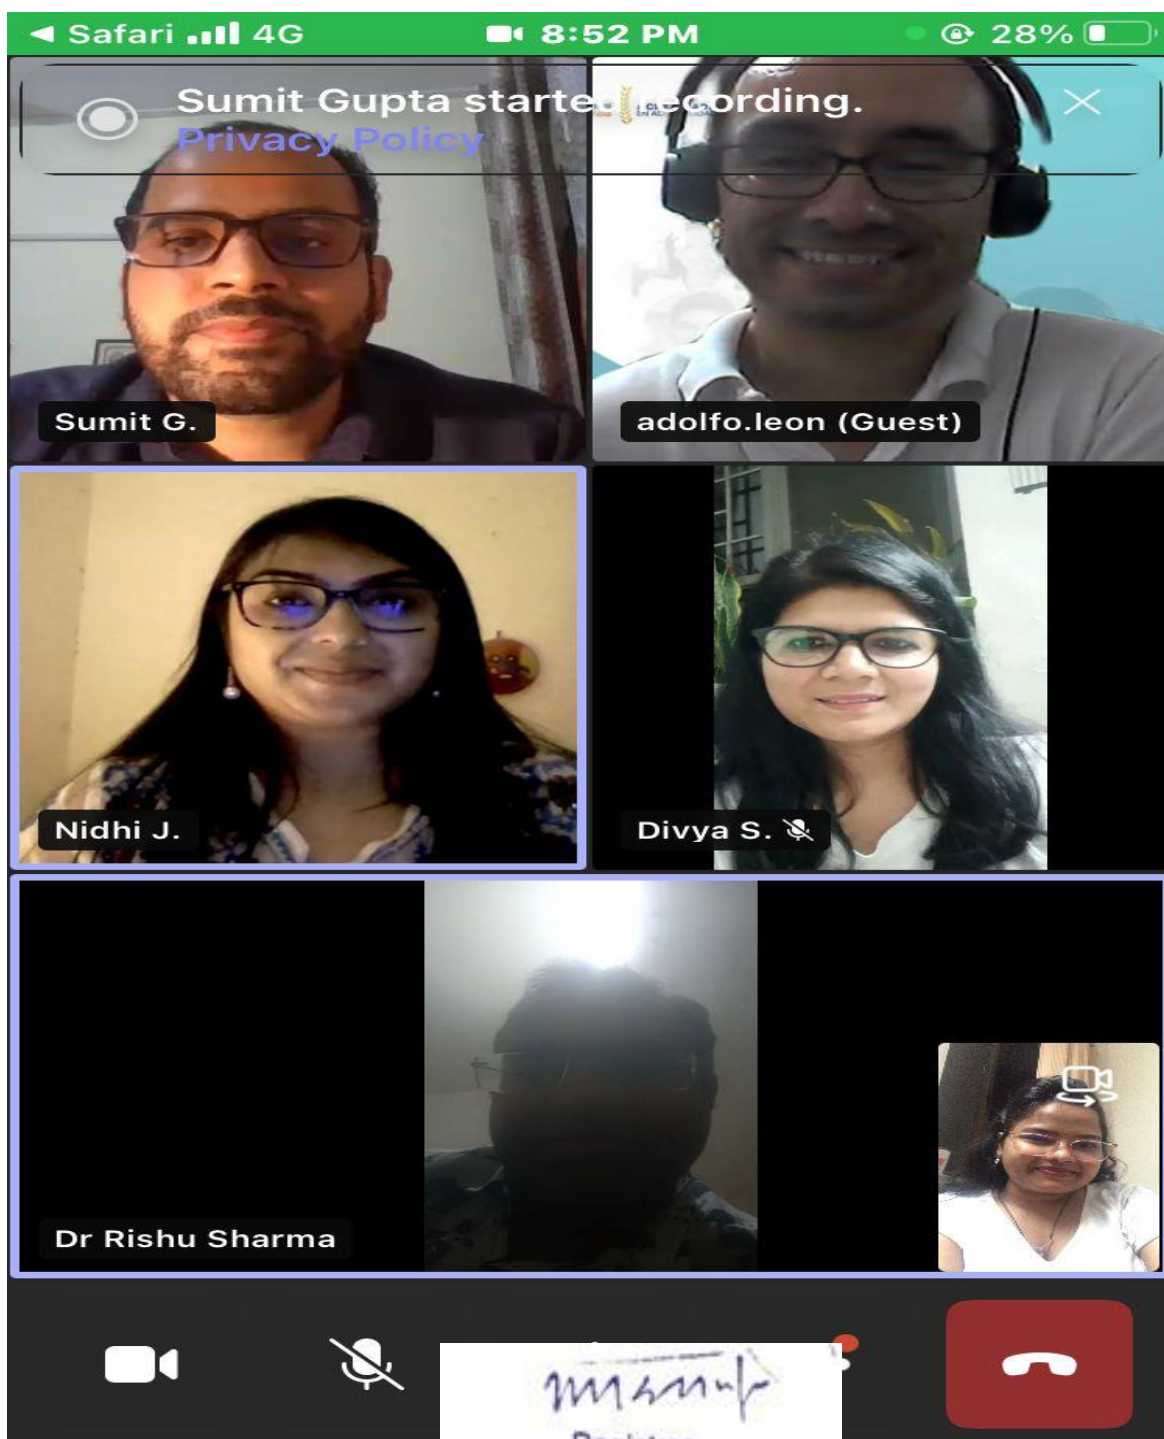 Safari 4G 8:52 PM 28%
Sumit Gupta started recording.
Privacy Policy
Sumit G.
adolfo.leon (Guest)
Nidhi J.
Divya S.
Dr Rishu Sharma